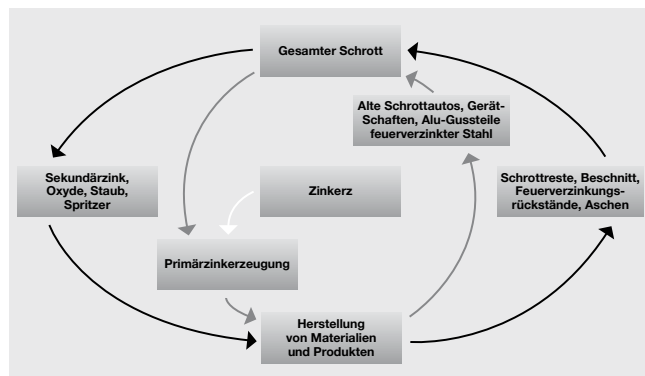 Gesamter Schrott
Alte Schrottautos, Gerät-
Schaften, Alu-Gussteile
feuerverzinkter Stahl
Sekundärzink,
Oxyde, Staub,
Spritzer
Zinkerz
Schrottreste, Beschnitt,
Feuerverzinkungs-
rückstände, Aschen
Primärzinkerzeugung
Herstellung
von Materialien
und Produkten